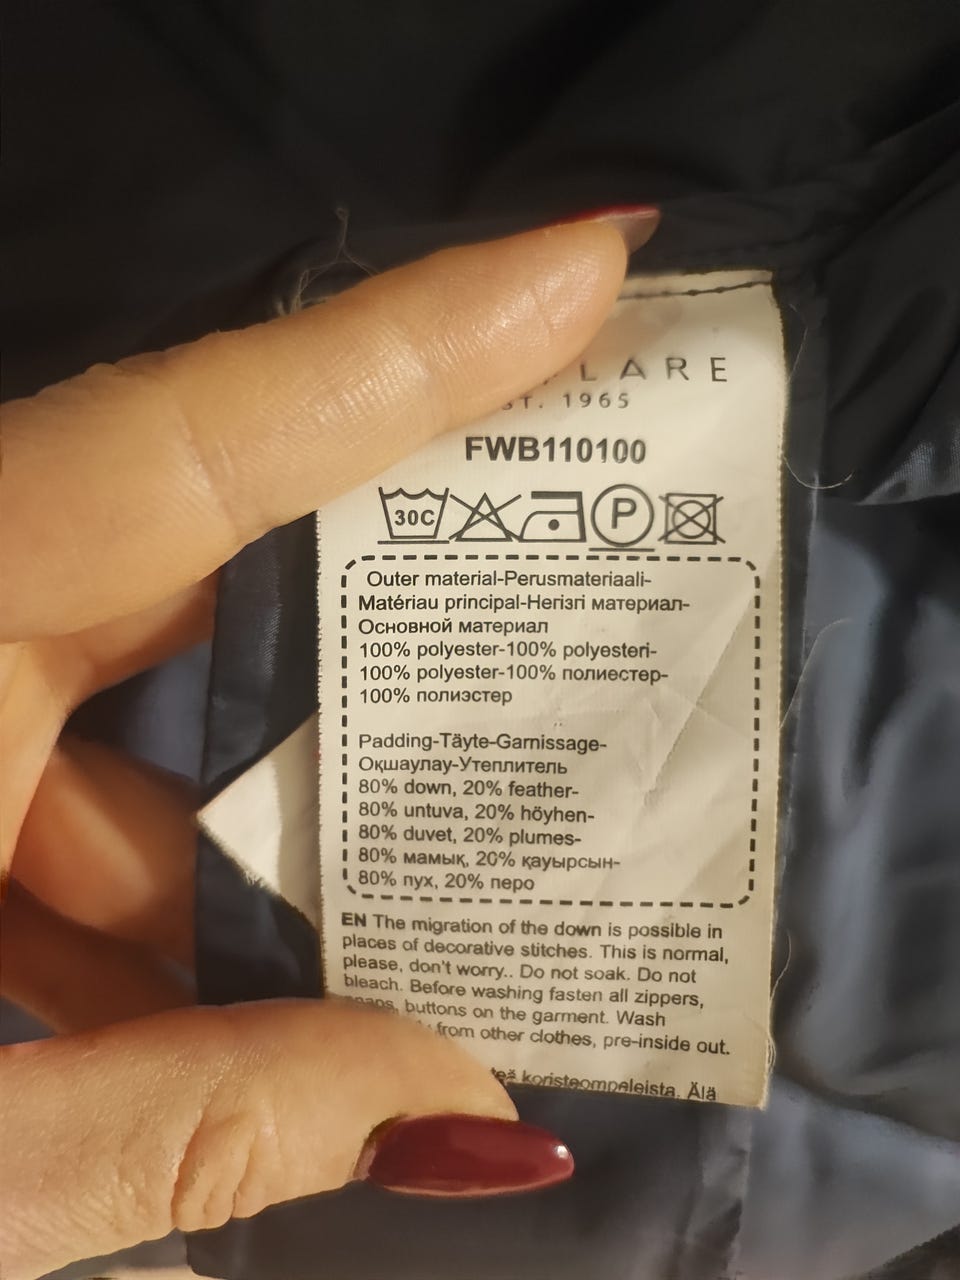 LARE
ST. 1965
FWB110100
30C P
Outer material-Perusmateriaali-
Matériau principal-Негізгі материал-
Основной материал
100% polyester-100% polyesteri-
100% polyester-100% полиестер-
100% полиэстер
Padding-Täyte-Garnissage-
Оқшаулау-Утеплитель
80% down, 20% feather-
80% untuva, 20% höyhen-
80% duvet, 20% plumes-
80% мамық, 20% қауырсын-
80% пух, 20% перо
EN The migration of the down is possible in
places of decorative stitches. This is normal,
please, don't worry.. Do not soak. Do not
bleach. Before washing fasten all zippers,
snaps, buttons on the garment. Wash
from other clothes, pre-inside out.
koristeompeleista. Älä